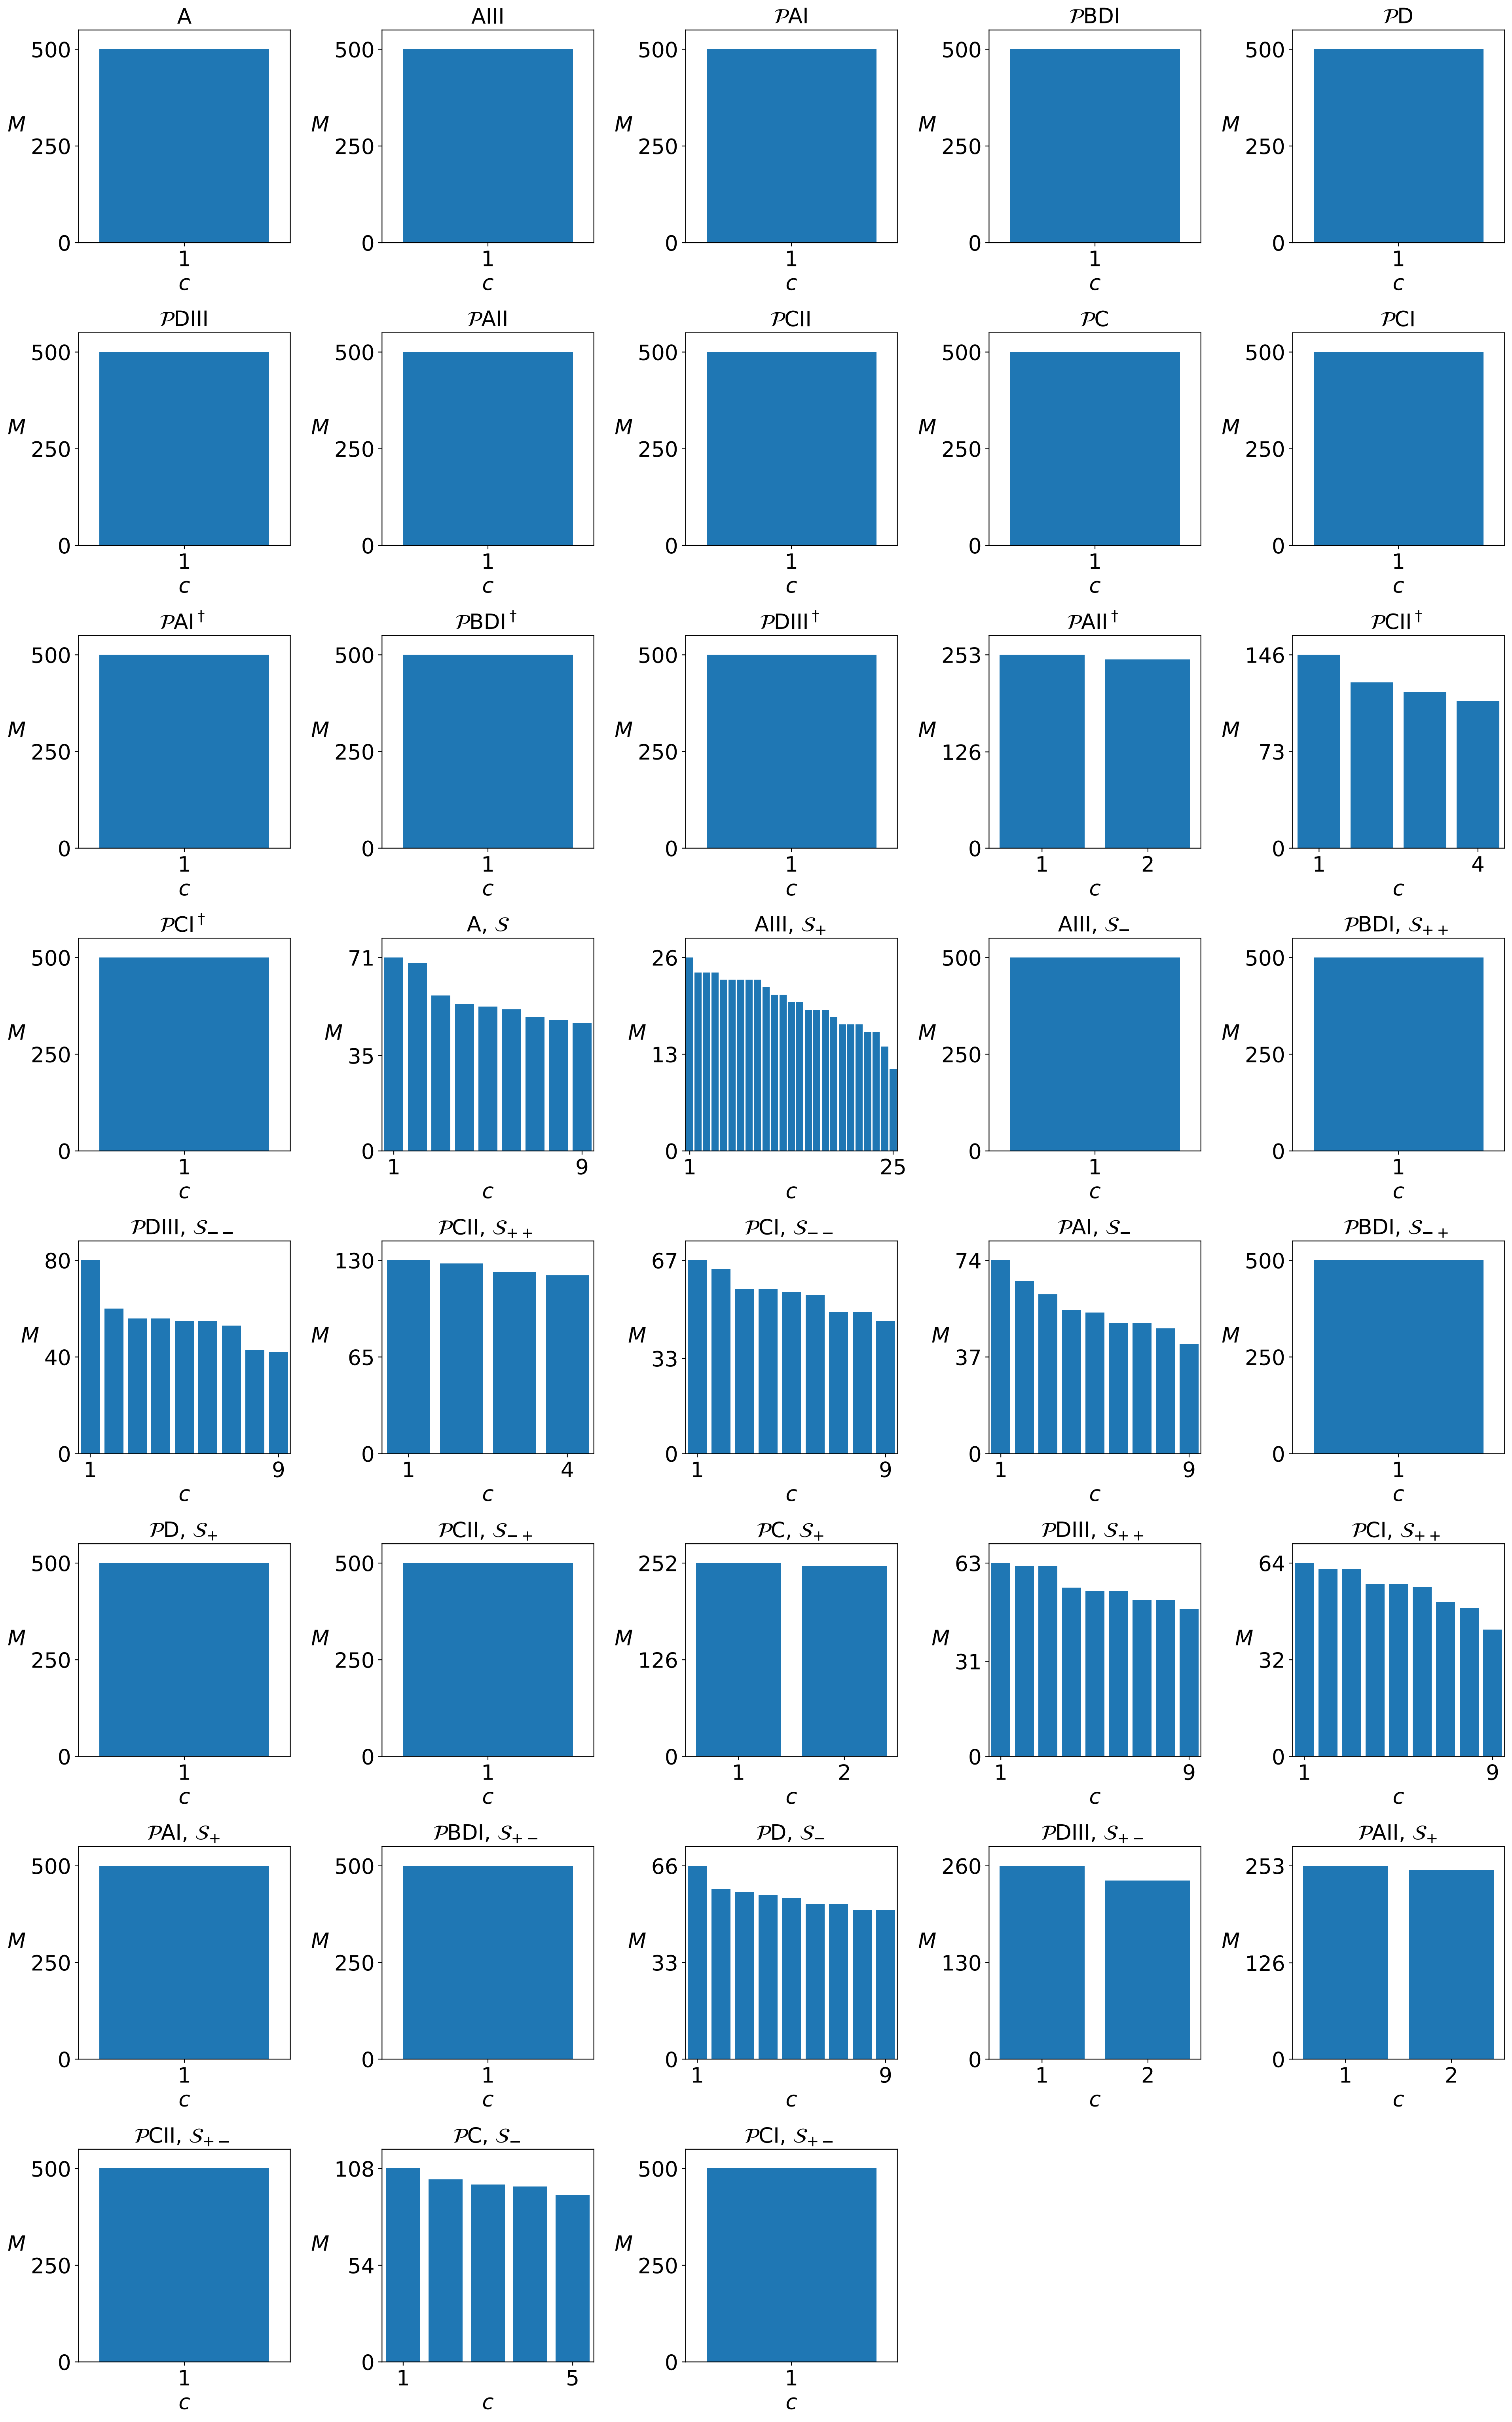 A AIII 𝒫AI 𝒫BDI 𝒫D
500 500 500 500 500
M M M M M
250 250 250 250 250
0 0 0 0 0
1 1 1 1 1
c c c c c
𝒫DIII 𝒫AII 𝒫CII 𝒫C 𝒫CI
500 500 500 500 500
M M M M M
250 250 250 250 250
0 0 0 0 0
1 1 1 1 1
c c c c c
𝒫AI† 𝒫BDI† 𝒫DIII† 𝒫AII† 𝒫CII†
500 500 500 253 146
M M M M M
250 250 250 126 73
0 0 0 0 0
1 1 1 1 2 1 4
c c c c c
𝒫CI† A, 𝒮 AIII, 𝒮₊ AIII, 𝒮₋ 𝒫BDI, 𝒮₊₊
500 71 26 500 500
M M M M M
250 35 13 250 250
0 0 0 0 0
1 1 9 1 25 1 1
c c c c c
𝒫DIII, 𝒮₋₋ 𝒫CII, 𝒮₊₊ 𝒫CI, 𝒮₋₋ 𝒫AI, 𝒮₋ 𝒫BDI, 𝒮₋₊
80 130 67 74 500
M M M M M
40 65 33 37 250
0 0 0 0 0
1 9 1 4 1 9 1 9 1
c c c c c
𝒫D, 𝒮₊ 𝒫CII, 𝒮₋₊ 𝒫C, 𝒮₊ 𝒫DIII, 𝒮₊₊ 𝒫CI, 𝒮₊₊
500 500 252 63 64
M M M M M
250 250 126 31 32
0 0 0 0 0
1 1 1 2 1 9 1 9
c c c c c
𝒫AI, 𝒮₊ 𝒫BDI, 𝒮₊₋ 𝒫D, 𝒮₋ 𝒫DIII, 𝒮₊₋ 𝒫AII, 𝒮₊
500 500 66 260 253
M M M M M
250 250 33 130 126
0 0 0 0 0
1 1 1 9 1 2 1 2
c c c c c
𝒫CII, 𝒮₊₋ 𝒫C, 𝒮₋ 𝒫CI, 𝒮₊₋
500 108 500
M M M
250 54 250
0 0 0
1 1 5 1
c c c